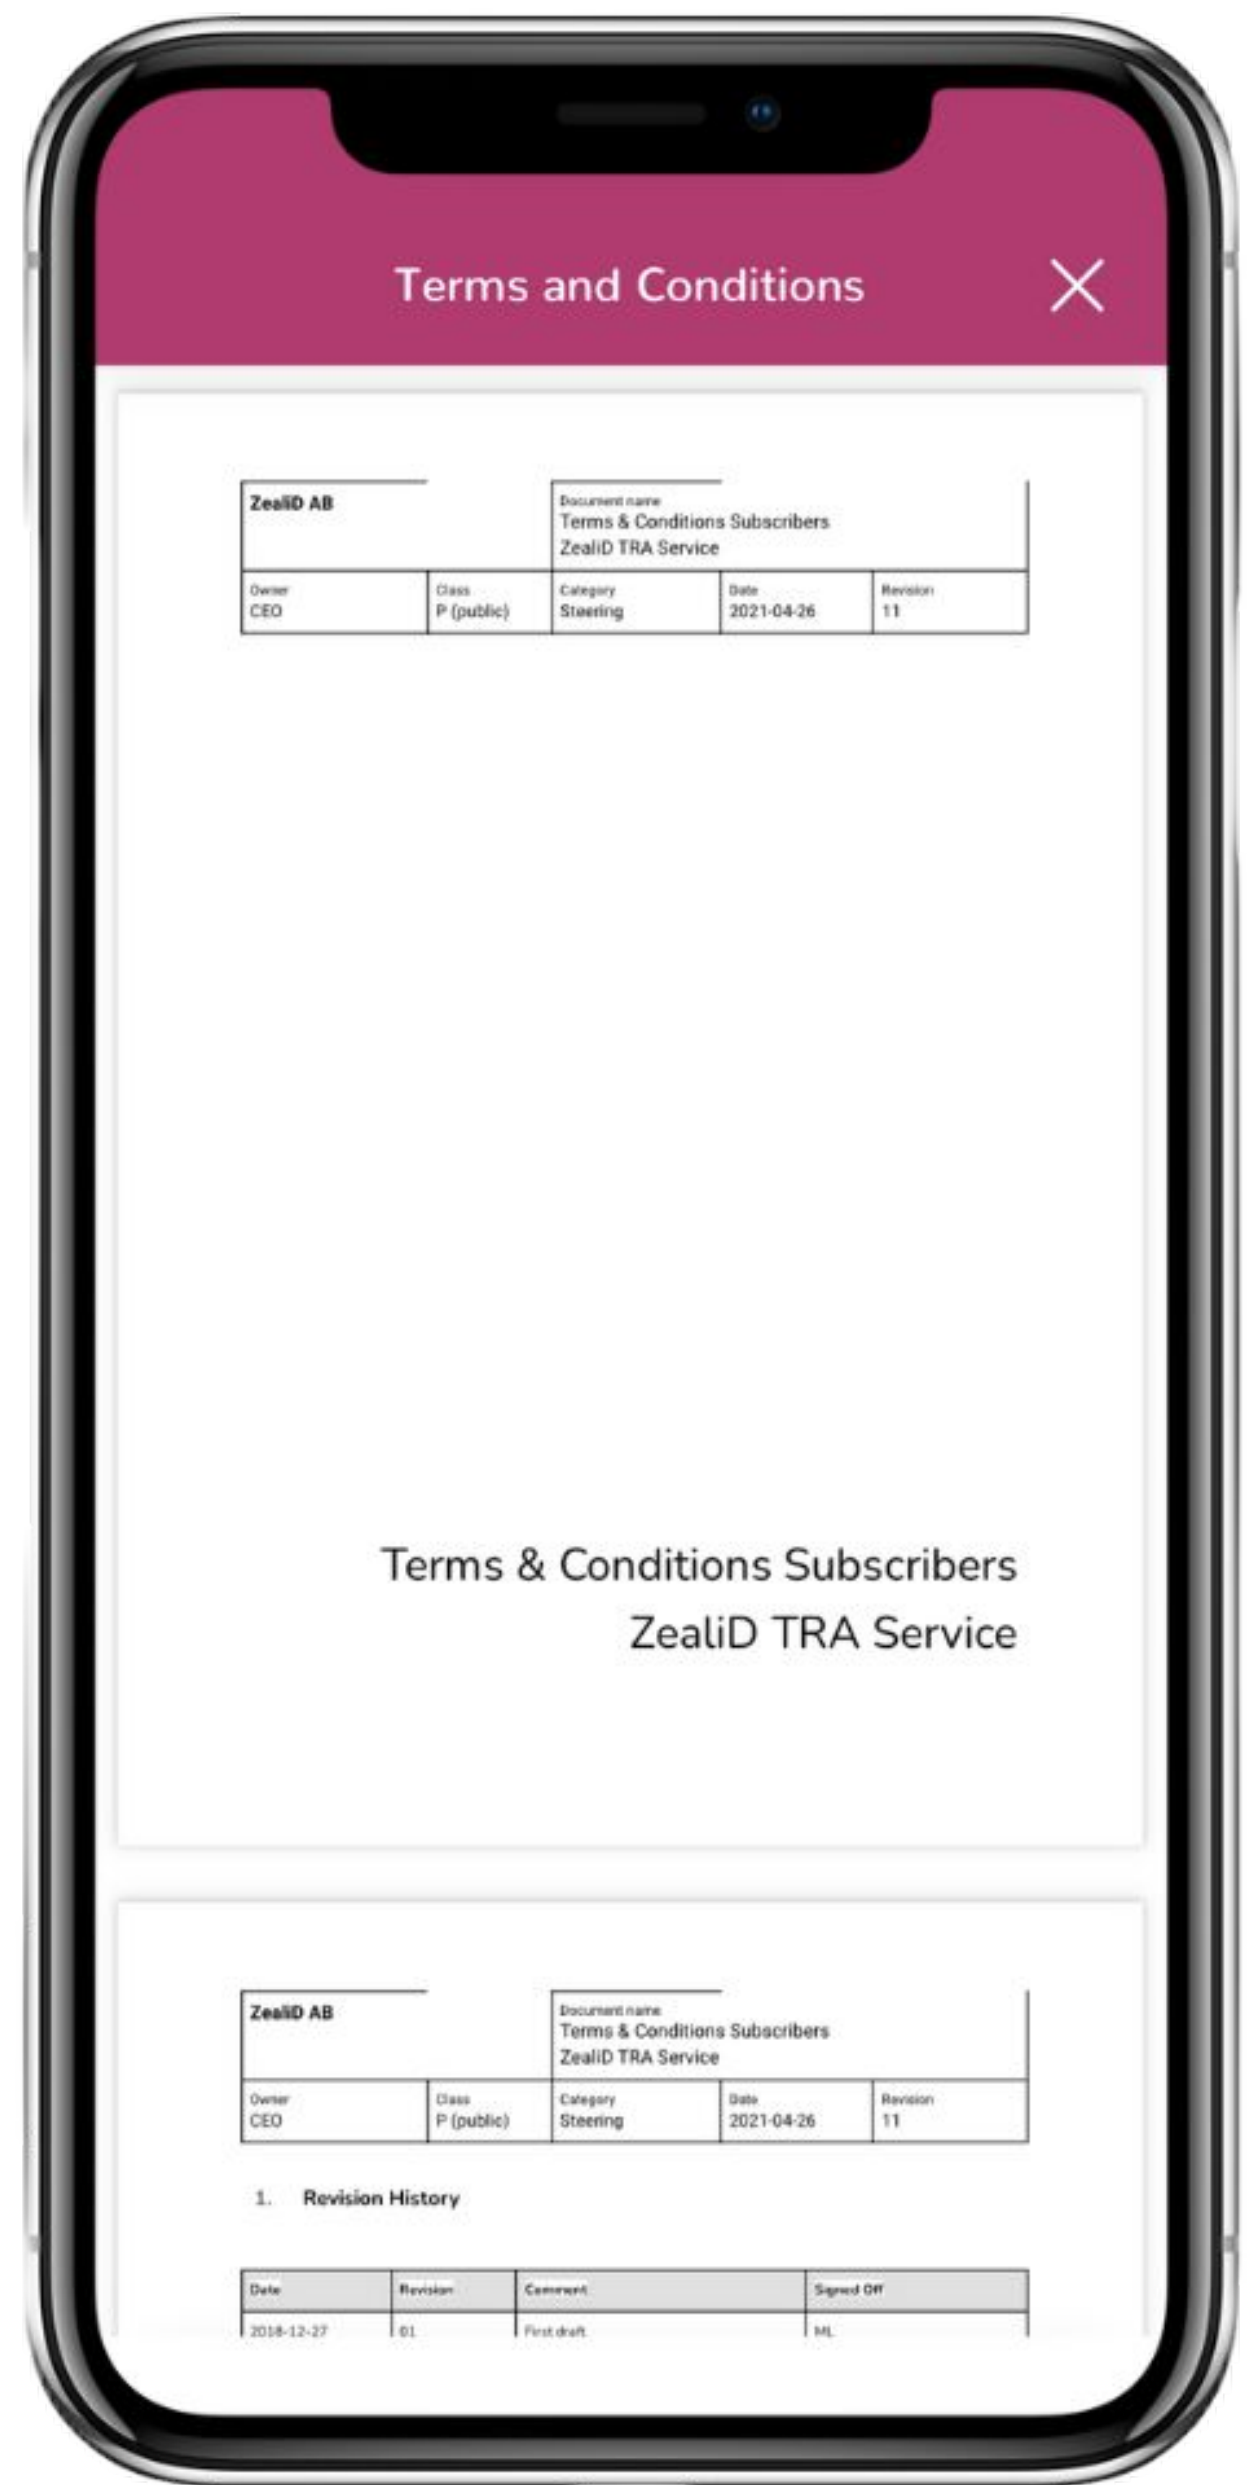 Terms and Conditions
ZealiD AB
Document name
Terms & Conditions Subscribers
ZealiD TRA Service
Owner
CEO
Class
P (public)
Category
Steering
Date
2021-04-26
Revision
11
Terms & Conditions Subscribers
ZealiD TRA Service
ZealiD AB
Document name
Terms & Conditions Subscribers
ZealiD TRA Service
Owner
CEO
Class
P (public)
Category
Steering
Date
2021-04-26
Revision
11
1. Revision History
Date Revision Comment Signed Off
2018-12-27 01 First draft ML